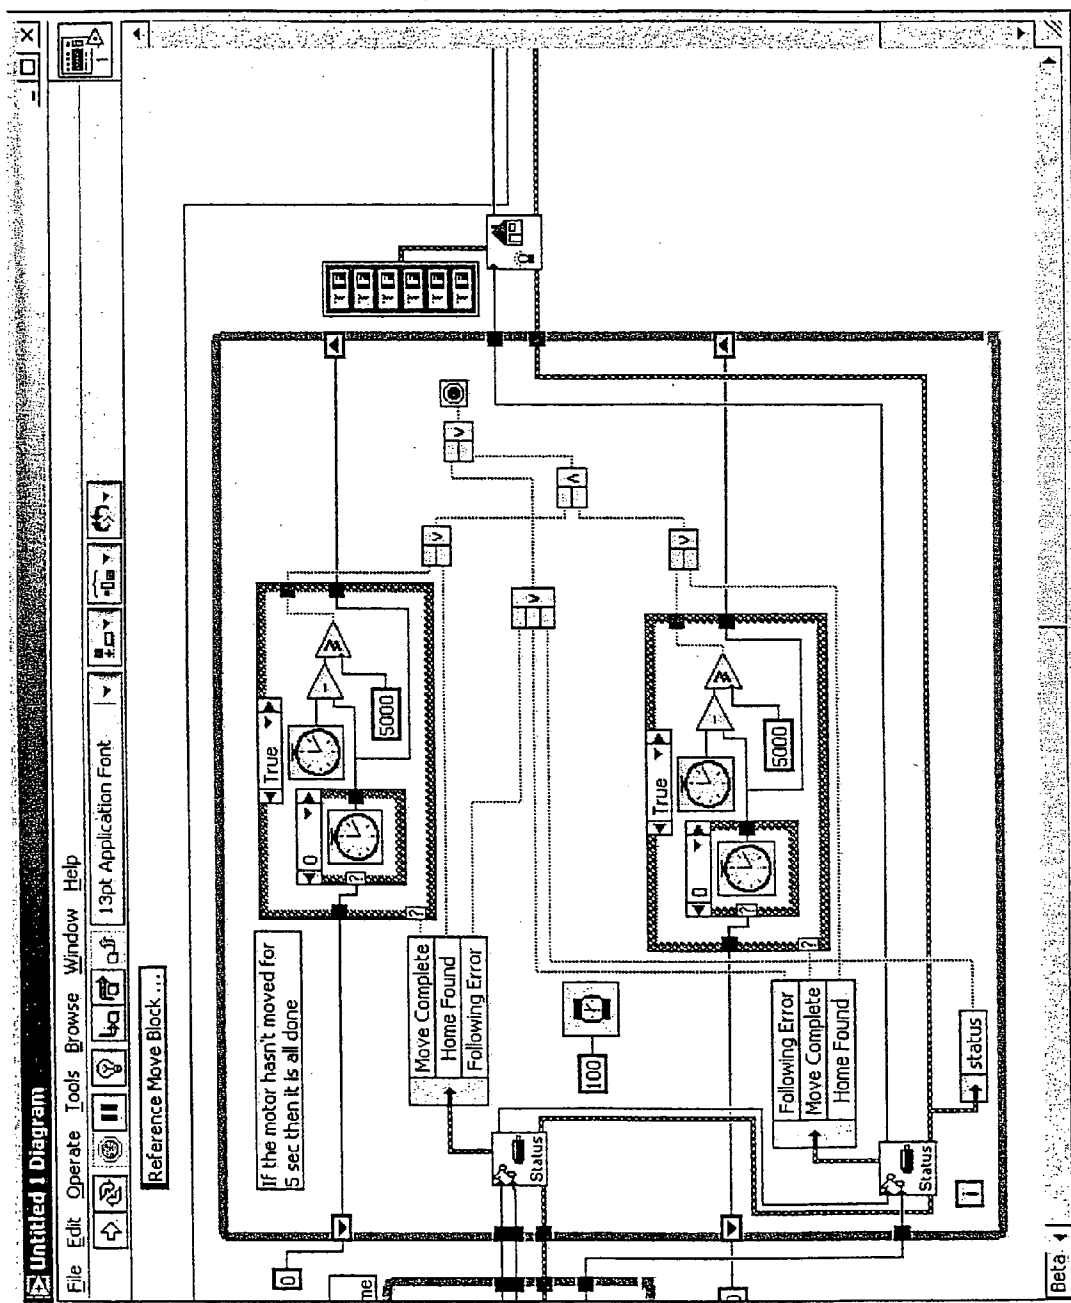 Untitled 1 Diagram
File Edit Operate Tools Browse Window Help
13pt Application Font
Reference Move Block ...
If the motor hasn't moved for
5 sec then it is all done
0
True
0
5000
Move Complete
Home Found
Following Error
Status
100
True
0
5000
Following Error
Move Complete
Home Found
Status
status
i
me
0
Beta